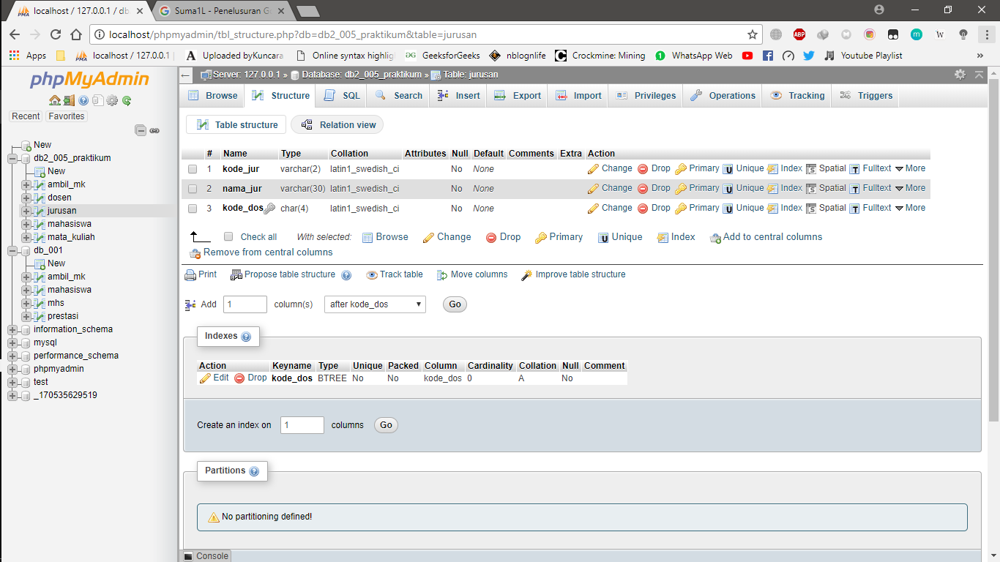 localhost / 127.0.0.1 / db
Suma1L - Penelusuran Go
localhost/phpmyadmin/tbl_structure.php?db=db2_005_praktikum&table=jurusan
Apps
localhost / 127.0.0.1
Uploaded byKuncara
Online syntax highlig
GeeksforGeeks
nblognlife
Crockmine: Mining
WhatsApp Web
Youtube Playlist
»
phpMyAdmin
Recent
Favorites
New
db2_005_praktikum
New
ambil_mk
dosen
jurusan
mahasiswa
mata_kuliah
db_001
New
ambil_mk
mahasiswa
mhs
prestasi
information_schema
mysql
performance_schema
phpmyadmin
test
_170535629519
Server: 127.0.0.1 » Database: db2_005_praktikum » Table: jurusan
Browse Structure SQL Search Insert Export Import Privileges Operations Tracking Triggers
Table structure Relation view
# Name Type Collation Attributes Null Default Comments Extra Action
1 kode_jur varchar(2) latin1_swedish_ci No None Change Drop Primary Unique Index Spatial Fulltext More
2 nama_jur varchar(30) latin1_swedish_ci No None Change Drop Primary Unique Index Spatial Fulltext More
3 kode_dos char(4) latin1_swedish_ci No None Change Drop Primary Unique Index Spatial Fulltext More
Check all With selected: Browse Change Drop Primary Unique Index Add to central columns
Remove from central columns
Print Propose table structure Track table Move columns Improve table structure
Add 1 column(s) after kode_dos Go
Indexes
Action Keyname Type Unique Packed Column Cardinality Collation Null Comment
Edit Drop kode_dos BTREE No No kode_dos 0 A No
Create an index on 1 columns Go
Partitions
No partitioning defined!
Console